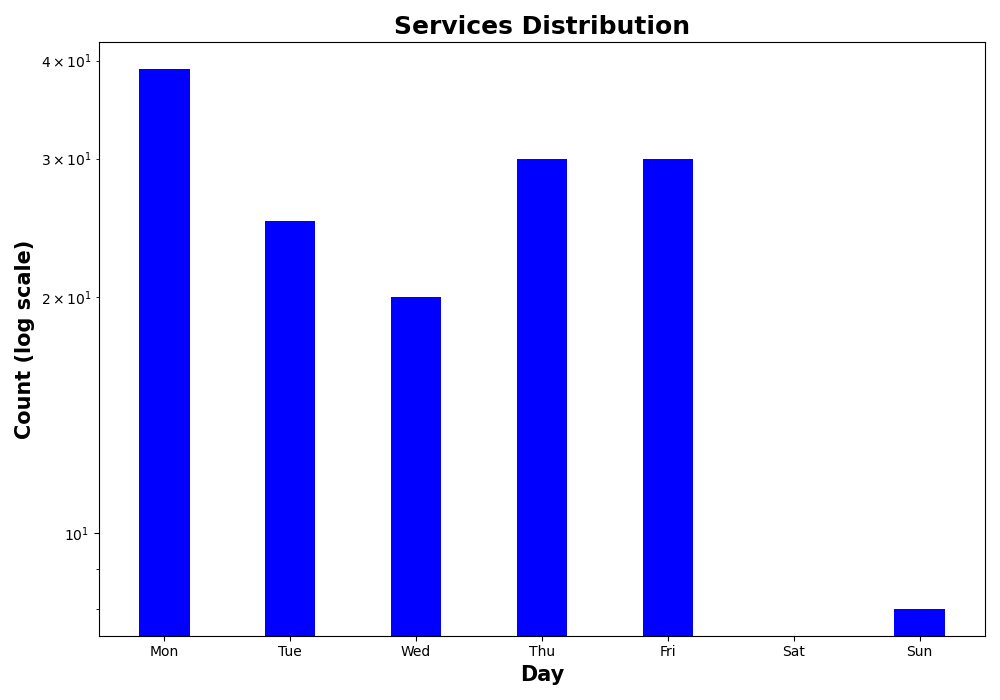 Services Distribution
4 × 10¹
3 × 10¹
2 × 10¹
10¹
Count (log scale)
Mon Tue Wed Thu Fri Sat Sun
Day